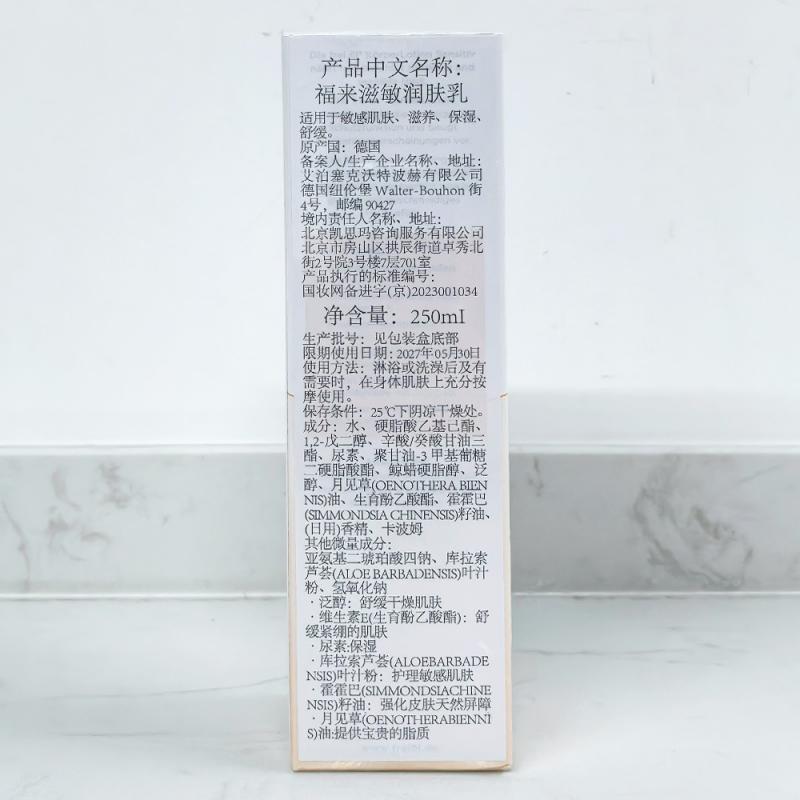 产品中文名称：
福来滋敏润肤乳
适用于敏感肌肤、滋养、保湿、
舒缓。
原产国：德国
备案人/生产企业名称、地址：
艾泊塞克沃特波赫有限公司
德国纽伦堡 Walter-Bouhon 街
4号，邮编 90427
境内责任人名称、地址：
北京凯思玛咨询服务有限公司
北京市房山区拱辰街道卓秀北
街2号院3号楼7层701室
产品执行的标准编号：
国妆网备进字(京)2023001034
净含量：250ml
生产批号：见包装盒底部
限期使用日期：2027年05月30日
使用方法：淋浴或洗澡后及有
需要时，在身体肌肤上充分按
摩使用。
保存条件：25℃下阴凉干燥处。
成分：水、硬脂酸乙基己酯、
1,2-戊二醇、辛酸/癸酸甘油三
酯、尿素、聚甘油-3 甲基葡糖
二硬脂酸酯、鲸蜡硬脂醇、泛
醇、月见草(OENOTHERA BIEN
NIS)油、生育酚乙酸酯、霍霍巴
(SIMMONDSIA CHINENSIS)籽油、
(日用)香精、卡波姆
其他微量成分：
亚氨基二琥珀酸四钠、库拉索
芦荟(ALOE BARBADENSIS)叶汁
粉、氢氧化钠
·泛醇：舒缓干燥肌肤
·维生素E(生育酚乙酸酯)：舒
缓紧绷的肌肤
·尿素:保湿
·库拉索芦荟(ALOEBARBADE
NSIS)叶汁粉：护理敏感肌肤
·霍霍巴(SIMMONDSIACHINE
NSIS)籽油：强化皮肤天然屏障
·月见草(OENOTHERABIENNI
S)油:提供宝贵的脂质